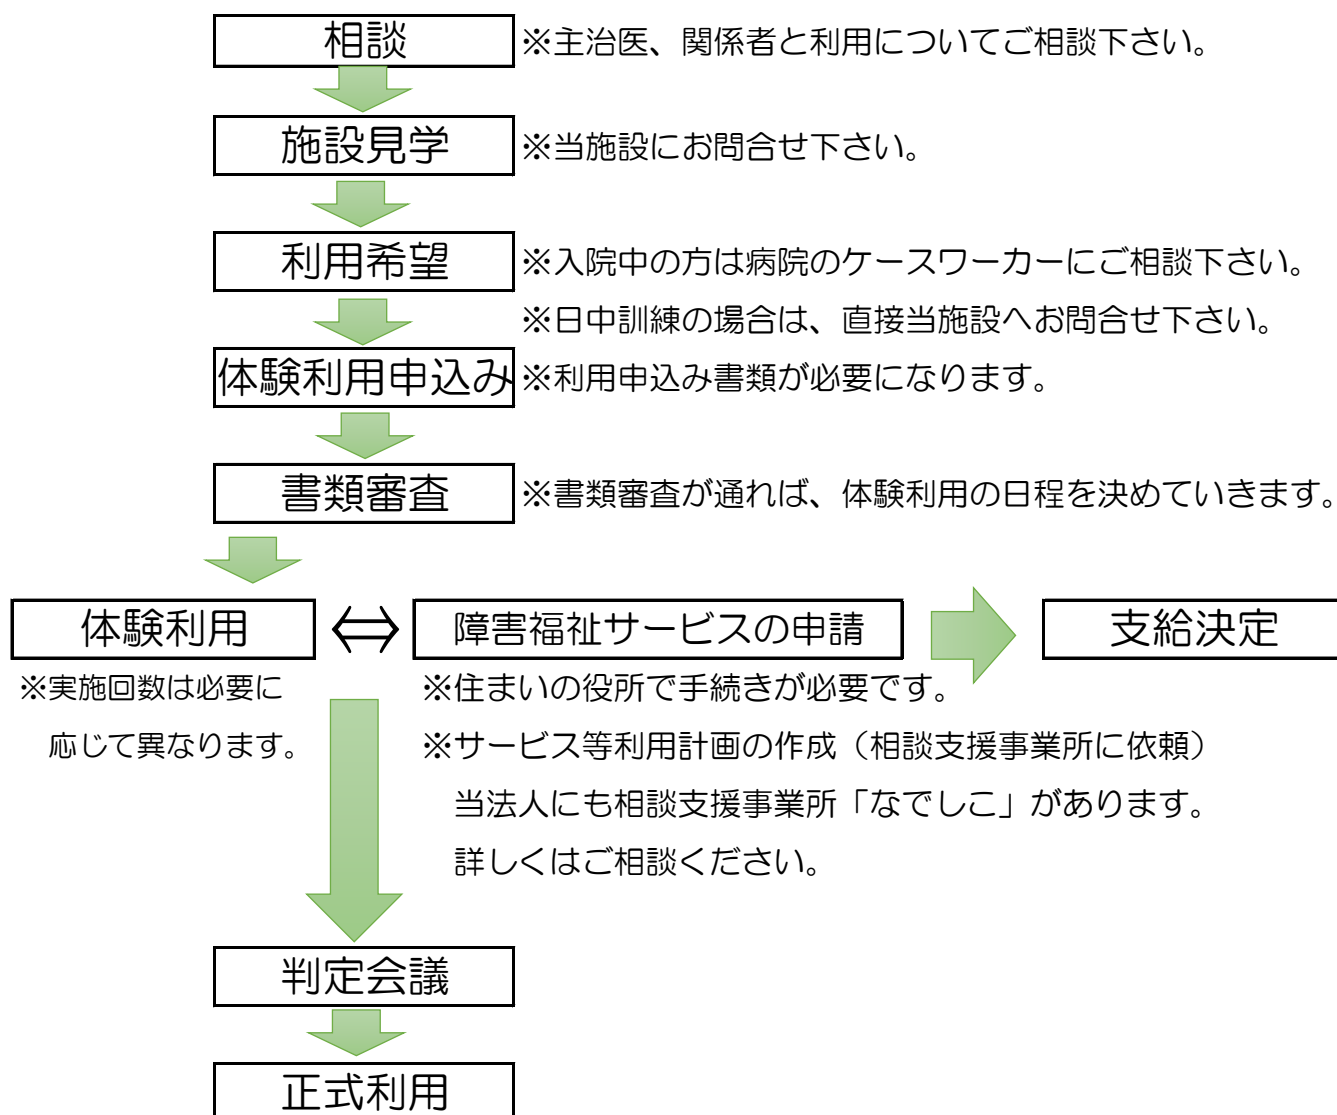 相談
※主治医、関係者と利用についてご相談下さい。
施設見学
※当施設にお問合せ下さい。
利用希望
※入院中の方は病院のケースワーカーにご相談下さい。
※日中訓練の場合は、直接当施設へお問合せ下さい。
体験利用申込み
※利用申込み書類が必要になります。
書類審査
※書類審査が通れば、体験利用の日程を決めていきます。
体験利用
⇔
障害福祉サービスの申請
支給決定
※実施回数は必要に
応じて異なります。
※住まいの役所で手続きが必要です。
※サービス等利用計画の作成（相談支援事業所に依頼）
当法人にも相談支援事業所「なでしこ」があります。
詳しくはご相談ください。
判定会議
正式利用